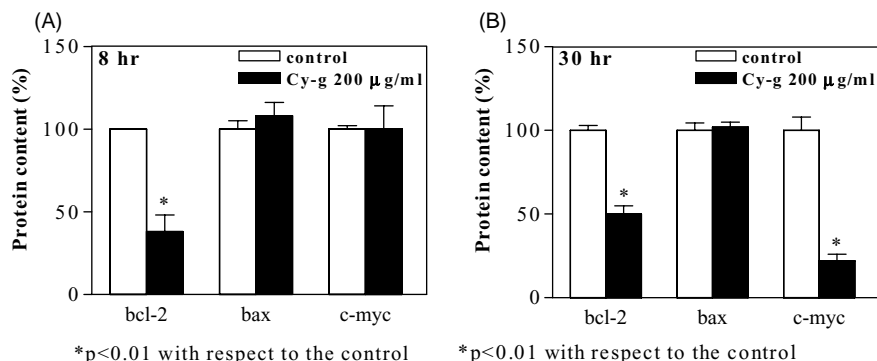 (A)
Protein content (%)
150
100
50
0
8 hr
control
Cy-g 200 µg/ml
*
bcl-2
bax
c-myc
*p<0.01 with respect to the control
(B)
Protein content (%)
150
100
50
0
30 hr
control
Cy-g 200 µg/ml
*
*
bcl-2
bax
c-myc
*p<0.01 with respect to the control